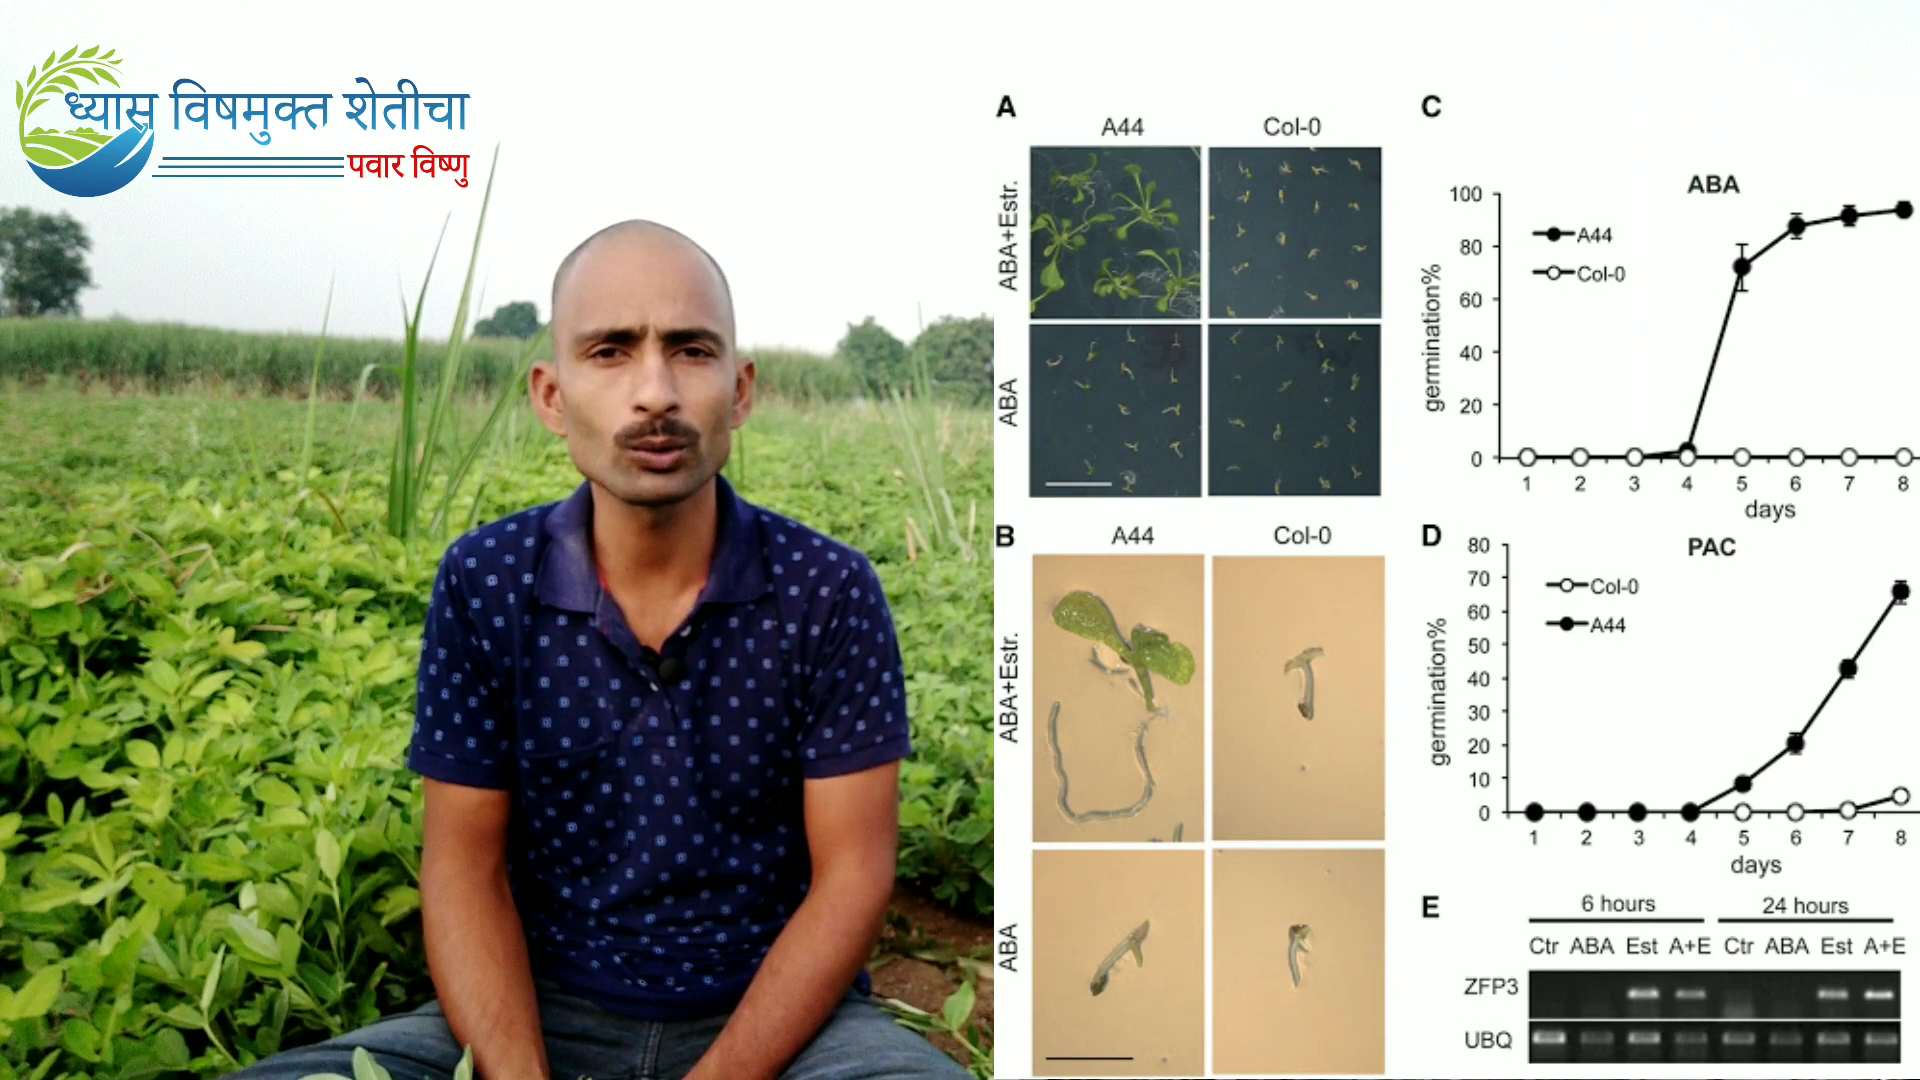 ध्यास विषमुक्त शेतीचा
पवार विष्णु
A
A44
Col-0
ABA+Estr.
ABA
B
A44
Col-0
ABA+Estr.
ABA
C
ABA
100
80
60
40
20
0
germination%
A44
Col-0
1 2 3 4 5 6 7 8
days
D
PAC
80
70
60
50
40
30
20
10
0
germination%
Col-0
A44
1 2 3 4 5 6 7 8
days
E
6 hours 24 hours
Ctr ABA Est A+E Ctr ABA Est A+E
ZFP3
UBQ